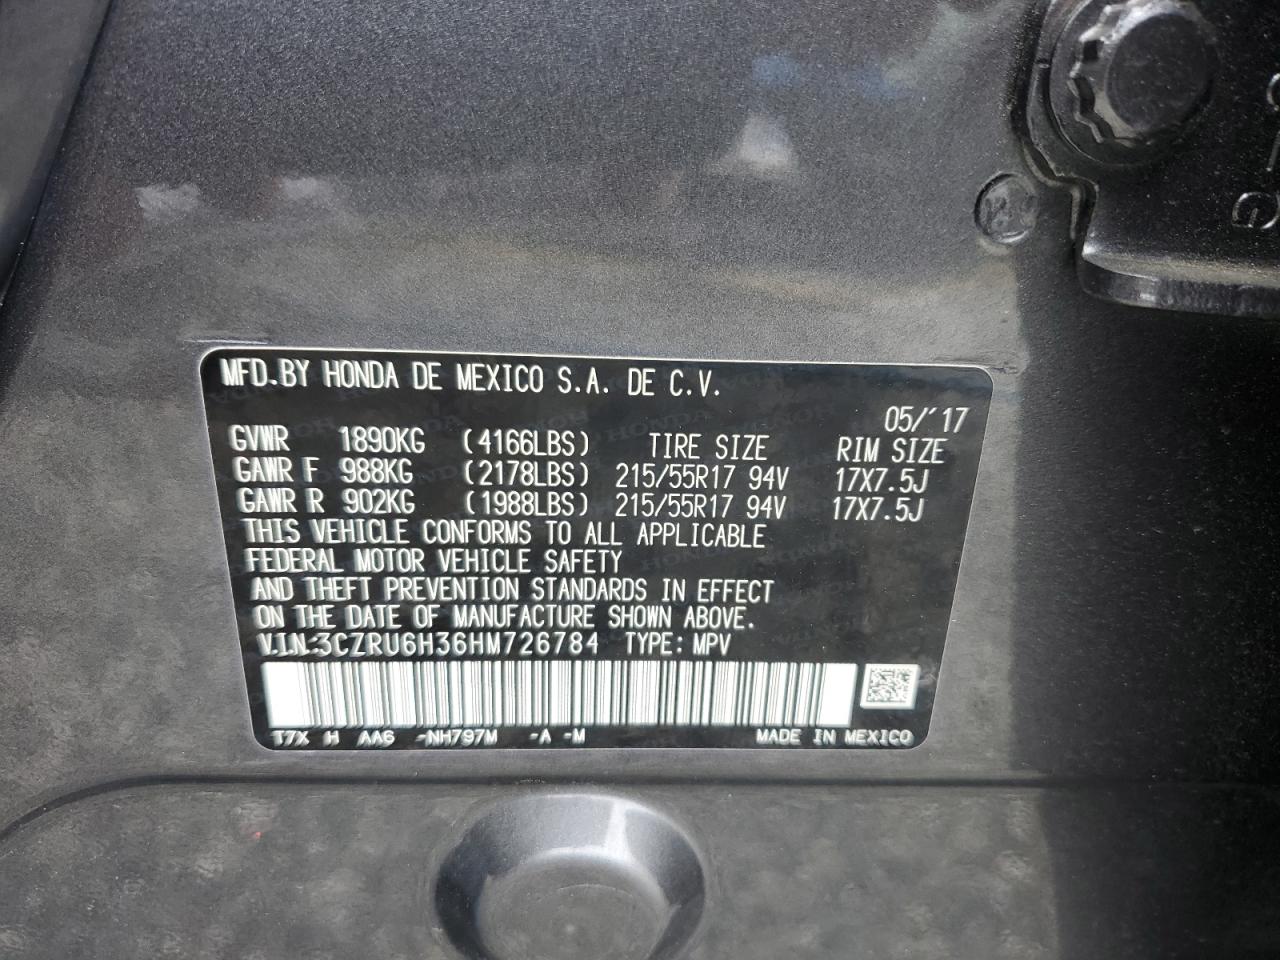 MFD.BY HONDA DE MEXICO S.A. DE C.V.
05/'17
GVWR 1890KG (4166LBS) TIRE SIZE RIM SIZE
GAWR F 988KG (2178LBS) 215/55R17 94V 17X7.5J
GAWR R 902KG (1988LBS) 215/55R17 94V 17X7.5J
THIS VEHICLE CONFORMS TO ALL APPLICABLE
FEDERAL MOTOR VEHICLE SAFETY
AND THEFT PREVENTION STANDARDS IN EFFECT
ON THE DATE OF MANUFACTURE SHOWN ABOVE.
V.I.N:3CZRU6H36HM726784 TYPE: MPV
T7X H AA6 -NH797M -A -M MADE IN MEXICO